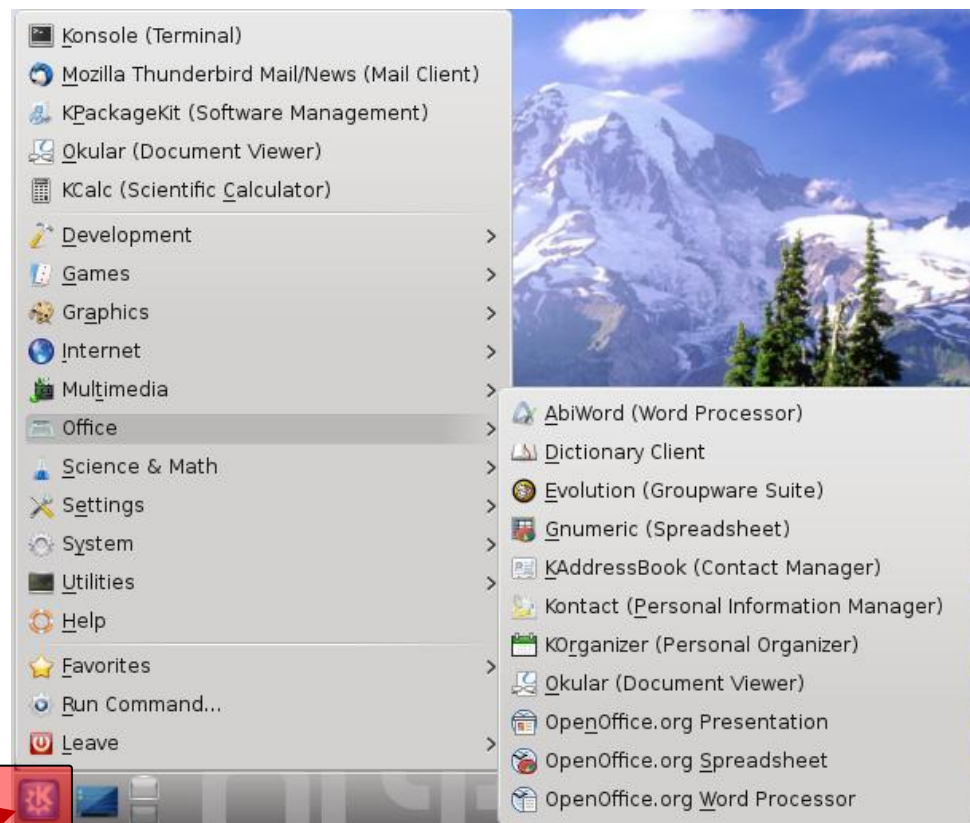 Konsole (Terminal)
Mozilla Thunderbird Mail/News (Mail Client)
KPackageKit (Software Management)
Okular (Document Viewer)
KCalc (Scientific Calculator)
Development
Games
Graphics
Internet
Multimedia
Office
Science & Math
Settings
System
Utilities
Help
Favorites
Run Command...
Leave
AbiWord (Word Processor)
Dictionary Client
Evolution (Groupware Suite)
Gnumeric (Spreadsheet)
KAddressBook (Contact Manager)
Kontact (Personal Information Manager)
KOrganizer (Personal Organizer)
Okular (Document Viewer)
OpenOffice.org Presentation
OpenOffice.org Spreadsheet
OpenOffice.org Word Processor